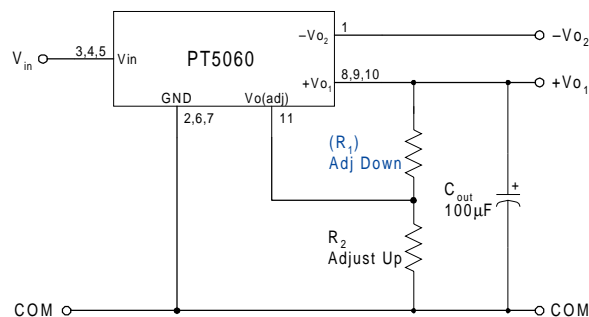 1
−Vo2
−Vo2
Vin
3,4,5
Vin
PT5060
+Vo1
8,9,10
+Vo1
GND
Vo(adj)
2,6,7
11
(R1)
Adj Down
Cout
100µF
+
R2
Adjust Up
COM
COM